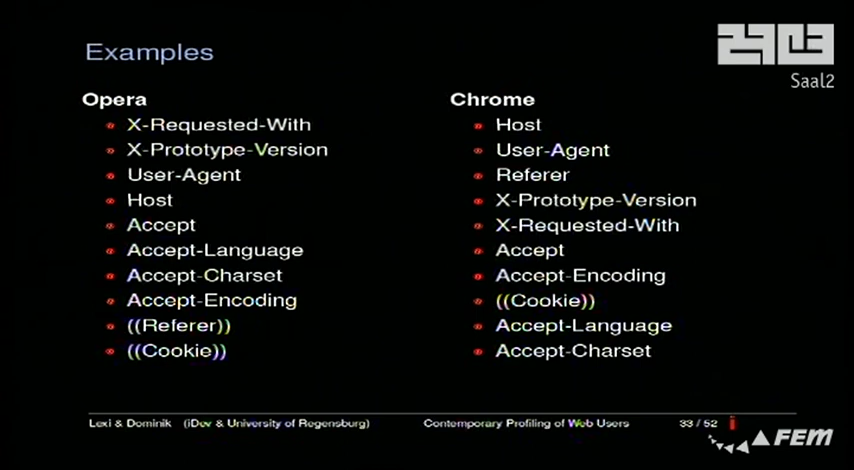 Examples
Saal2
Opera
X-Requested-With
X-Prototype-Version
User-Agent
Host
Accept
Accept-Language
Accept-Charset
Accept-Encoding
((Referer))
((Cookie))
Chrome
Host
User-Agent
Referer
X-Prototype-Version
X-Requested-With
Accept
Accept-Encoding
((Cookie))
Accept-Language
Accept-Charset
Lexi & Dominik (iDev & University of Regensburg) Contemporary Profiling of Web Users 33 / 52
FEM